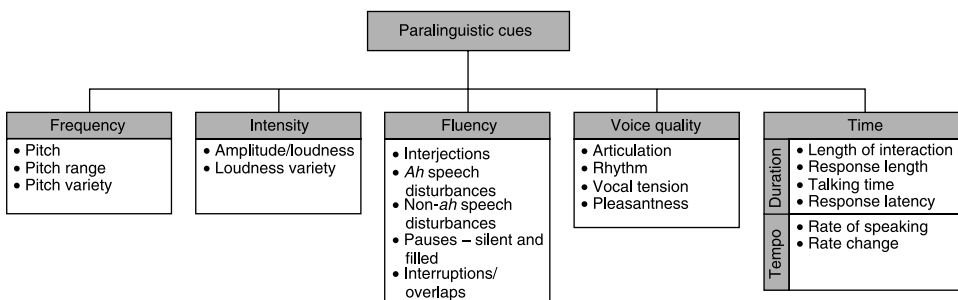 Paralinguistic cues
Frequency
• Pitch
• Pitch range
• Pitch variety
Intensity
• Amplitude/loudness
• Loudness variety
Fluency
• Interjections
• Ah speech
disturbances
• Non-ah speech
disturbances
• Pauses – silent and
filled
• Interruptions/
overlaps
Voice quality
• Articulation
• Rhythm
• Vocal tension
• Pleasantness
Time
Duration
• Length of interaction
• Response length
• Talking time
• Response latency
Tempo
• Rate of speaking
• Rate change